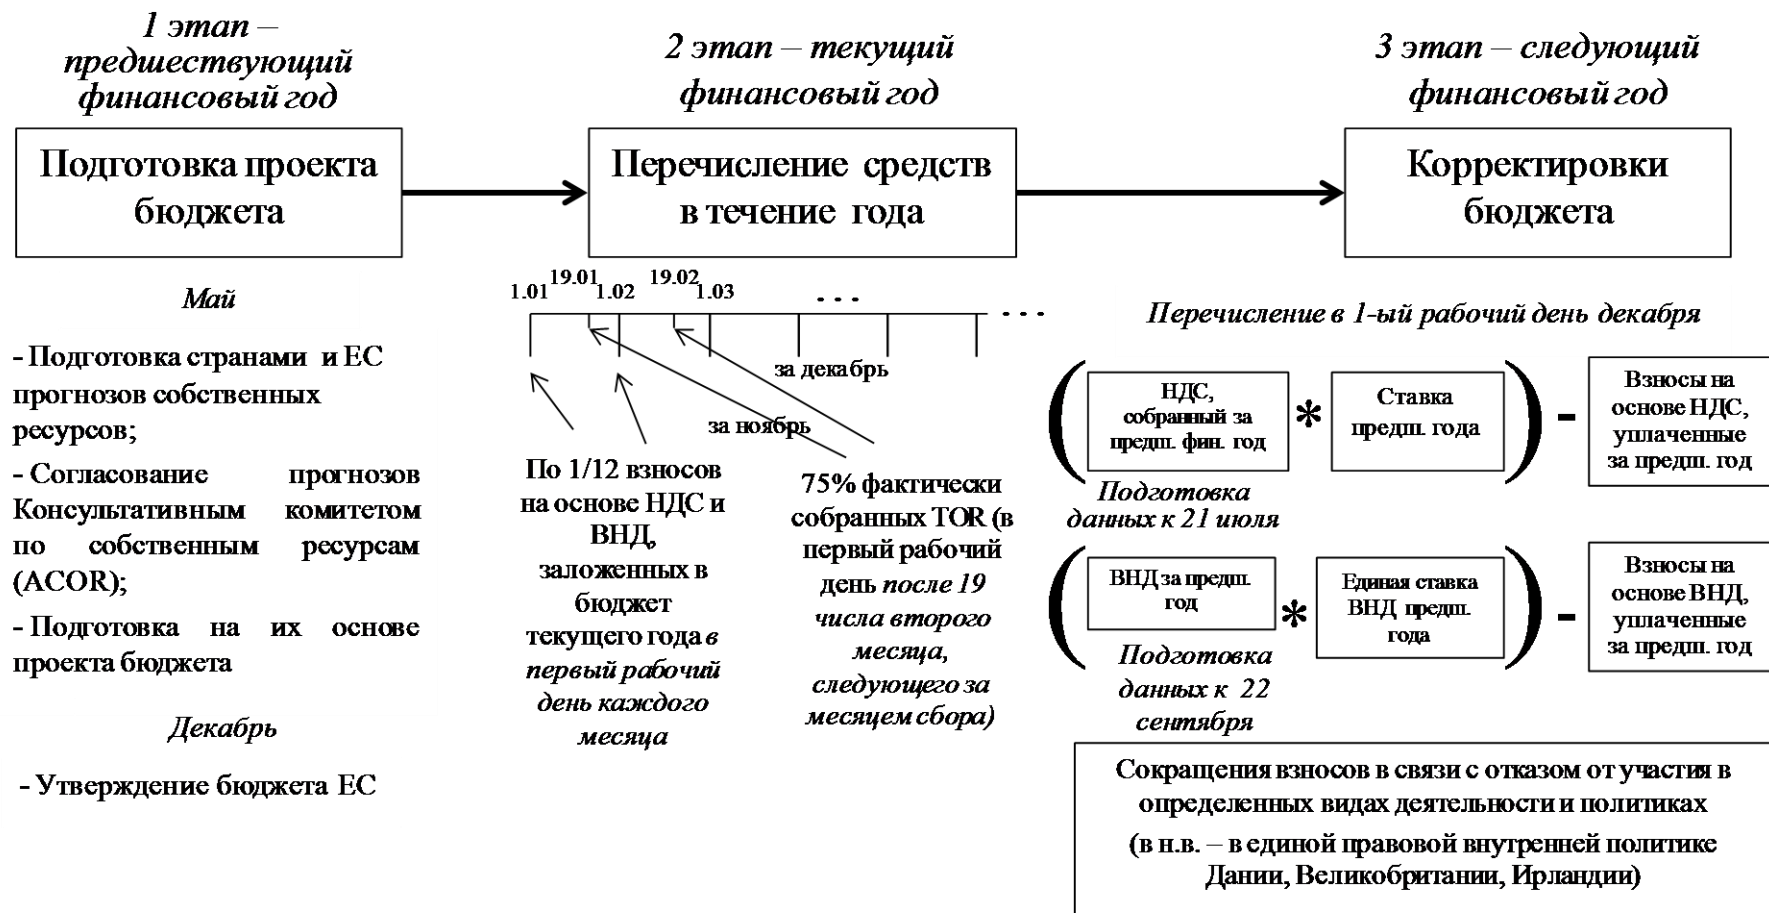 1 этап –
предшествующий
финансовый год
2 этап – текущий
финансовый год
3 этап – следующий
финансовый год
Подготовка проекта
бюджета
Перечисление средств
в течение года
Корректировки
бюджета
Май
- Подготовка странами и ЕС
прогнозов собственных
ресурсов;
- Согласование прогнозов
Консультативным комитетом
по собственным ресурсам
(ACOR);
- Подготовка на их основе
проекта бюджета
Декабрь
- Утверждение бюджета ЕС
1.01
19.01
1.02
19.02
1.03
. . .
. . .
за декабрь
за ноябрь
По 1/12 взносов
на основе НДС и
ВНД,
заложенных в
бюджет
текущего года в
первый рабочий
день каждого
месяца
75% фактически
собранных TOR (в
первый рабочий
день после 19
числа второго
месяца,
следующего за
месяцем сбора)
Перечисление в 1-ый рабочий день декабря
(
НДС,
собранный за
предш. фин. год
*
Ставка
предш. года
)
-
Взносы на
основе НДС,
уплаченные
за предш. год
Подготовка
данных к 21 июля
(
ВНД за предш.
год
*
Единая ставка
ВНД предш.
года
)
-
Взносы на
основе ВНД,
уплаченные
за предш. год
Подготовка
данных к 22
сентября
Сокращения взносов в связи с отказом от участия в
определенных видах деятельности и политиках
(в н.в. – в единой правовой внутренней политике
Дании, Великобритании, Ирландии)